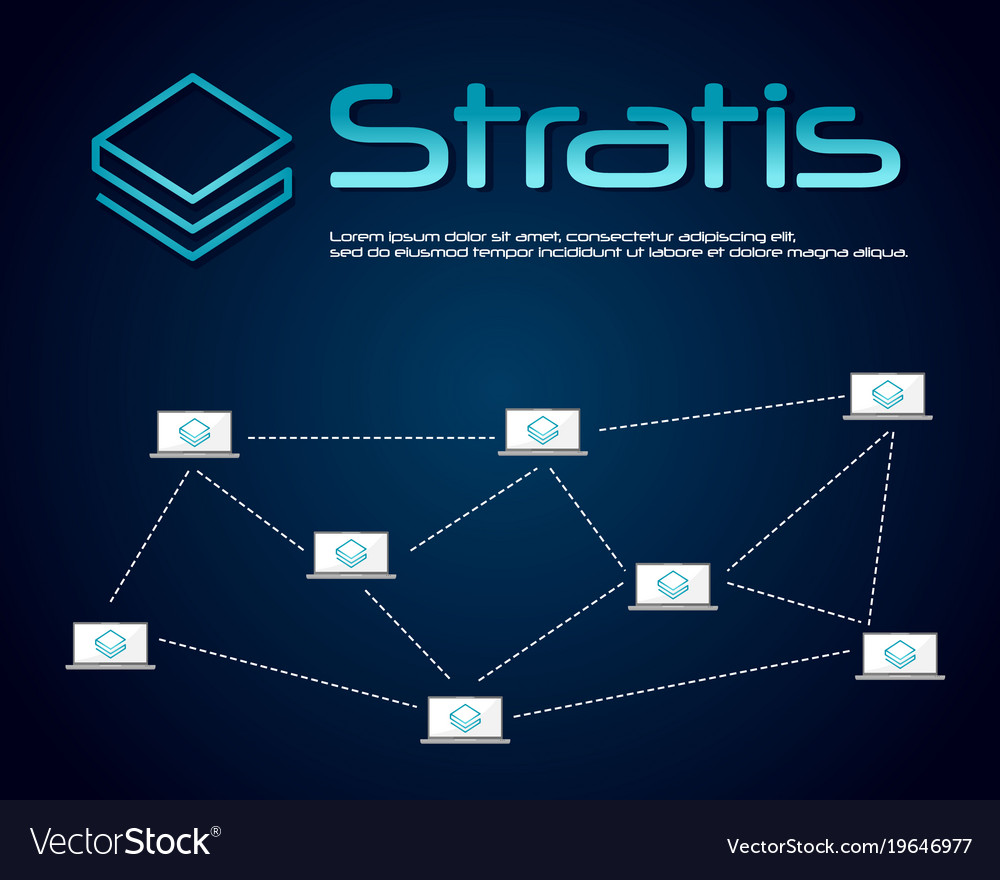 Stratis
Lorem ipsum dolor sit amet, consectetur adipiscing elit,
sed do eiusmod tempor incididunt ut labore et dolore magna aliqua.
VectorStock®
VectorStock.com/19646977